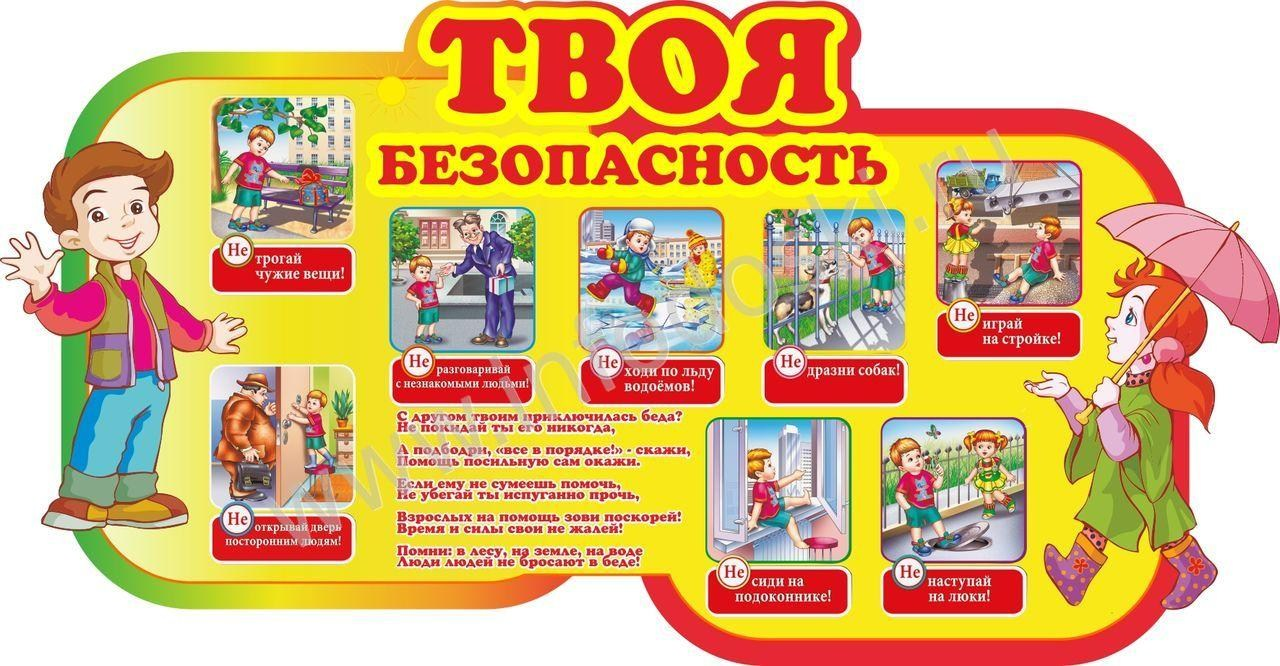 ТВОЯ
БЕЗОПАСНОСТЬ
Не трогай
чужие вещи!
Не открывай дверь
посторонним людям!
Не разговаривай
с незнакомыми людьми!
Не ходи по льду
водоёмов!
Не дразни собак!
Не играй
на стройке!
С другом твоим приключилась беда?
Не покидай ты его никогда,
А подбодри, «все в порядке!» - скажи,
Помощь посильную сам окажи.
Если ему не сумеешь помочь,
Не убегай ты испуганно прочь,
Взрослых на помощь зови поскорей!
Время и силы свои не жалей!
Помни: в лесу, на земле, на воде
Люди людей не бросают в беде!
Не сиди на
подоконнике!
Не наступай
на люки!